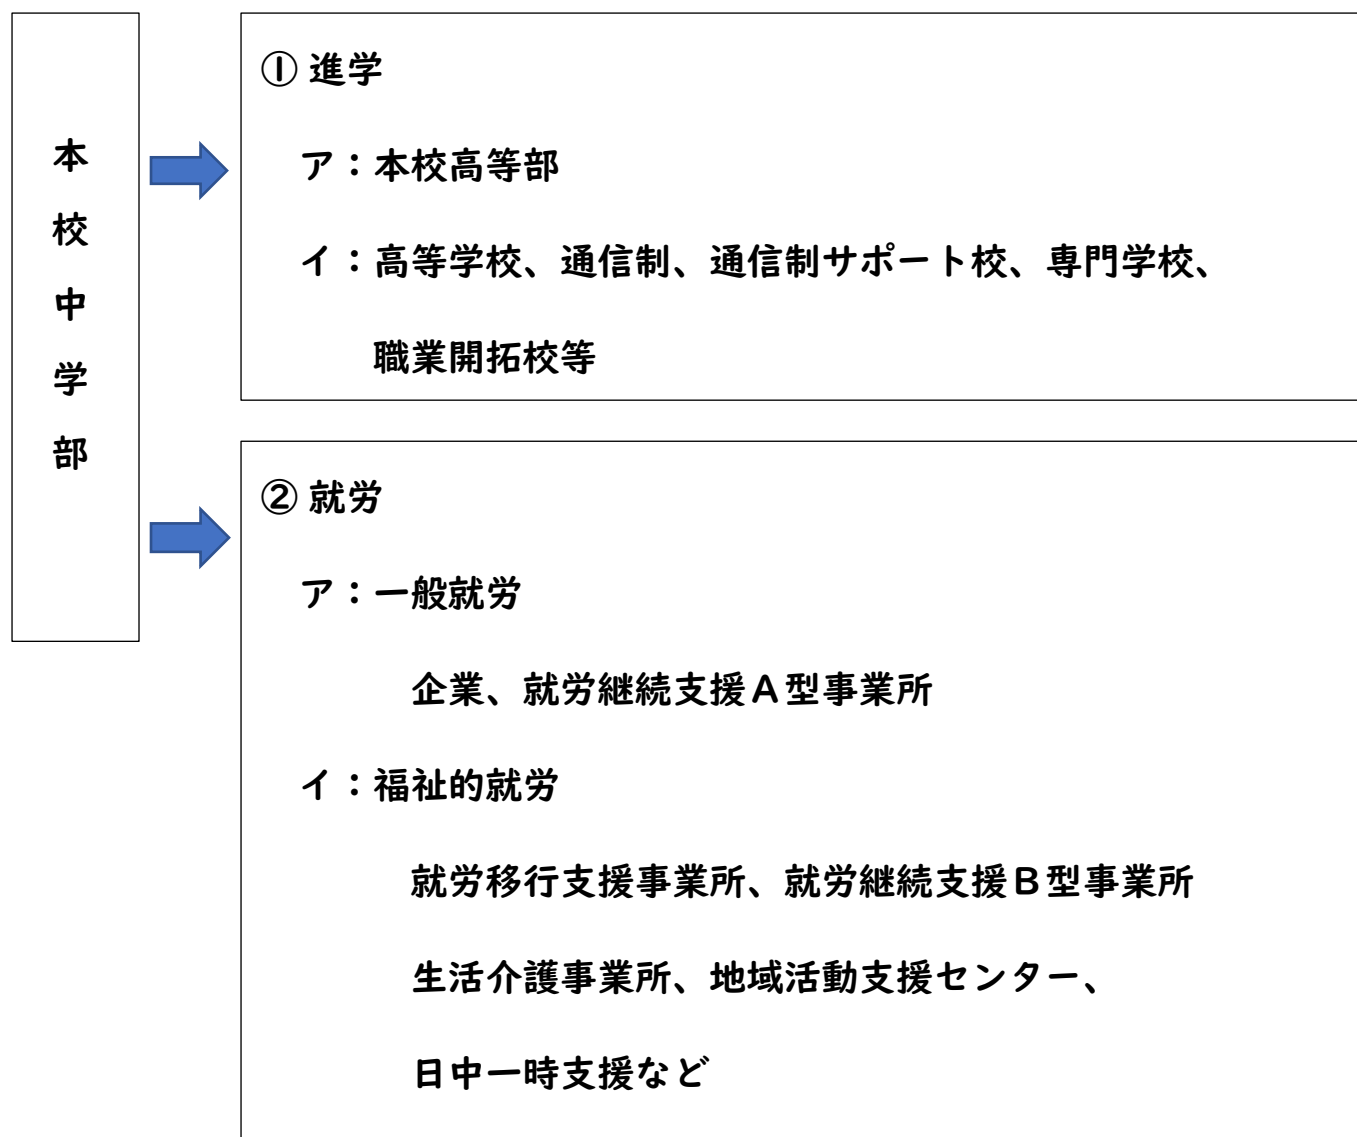 本校中学部
① 進学
ア：本校高等部
イ：高等学校、通信制、通信制サポート校、専門学校、
職業開拓校等
② 就労
ア：一般就労
企業、就労継続支援Ａ型事業所
イ：福祉的就労
就労移行支援事業所、就労継続支援Ｂ型事業所
生活介護事業所、地域活動支援センター、
日中一時支援など